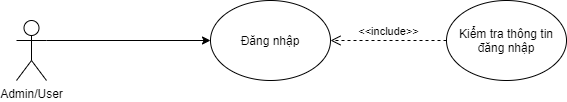 Admin/User
Đăng nhập
<<include>>
Kiểm tra thông tin
đăng nhập